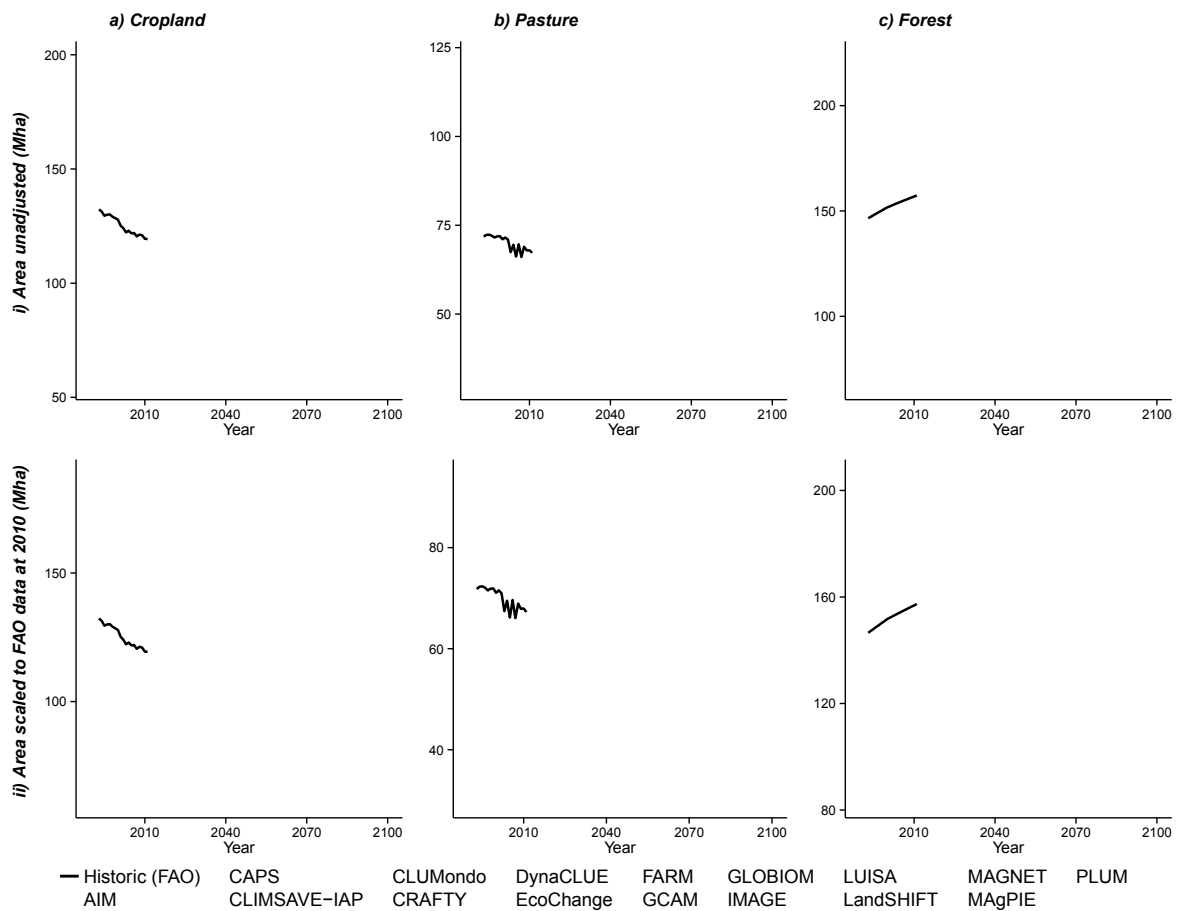 a) Cropland
b) Pasture
c) Forest
i) Area unadjusted (Mha)
200
150
100
50
2010 2040 2070 2100
Year
125
100
75
50
2010 2040 2070 2100
Year
200
150
100
2010 2040 2070 2100
Year
ii) Area scaled to FAO data at 2010 (Mha)
150
100
2010 2040 2070 2100
Year
80
60
40
2010 2040 2070 2100
Year
200
160
120
80
2010 2040 2070 2100
Year
Historic (FAO) CAPS CLUMondo DynaCLUE FARM GLOBIOM LUISA MAGNET PLUM
AIM CLIMSAVE−IAP CRAFTY EcoChange GCAM IMAGE LandSHIFT MAgPIE